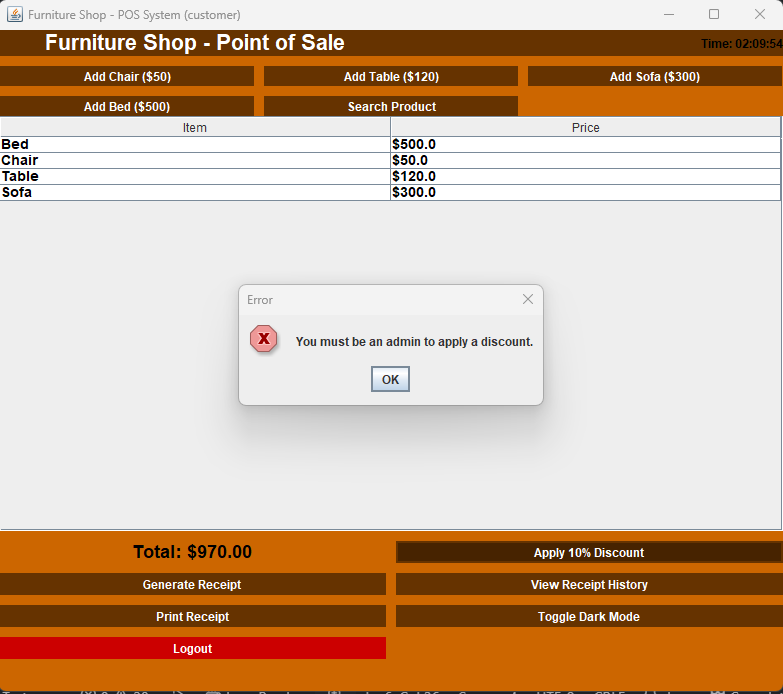 Furniture Shop - POS System (customer)
Furniture Shop - Point of Sale
Time: 02:09:54
Add Chair ($50)
Add Table ($120)
Add Sofa ($300)
Add Bed ($500)
Search Product
Item Price
Bed $500.0
Chair $50.0
Table $120.0
Sofa $300.0
Error
X
You must be an admin to apply a discount.
OK
Total: $970.00
Apply 10% Discount
Generate Receipt
View Receipt History
Print Receipt
Toggle Dark Mode
Logout